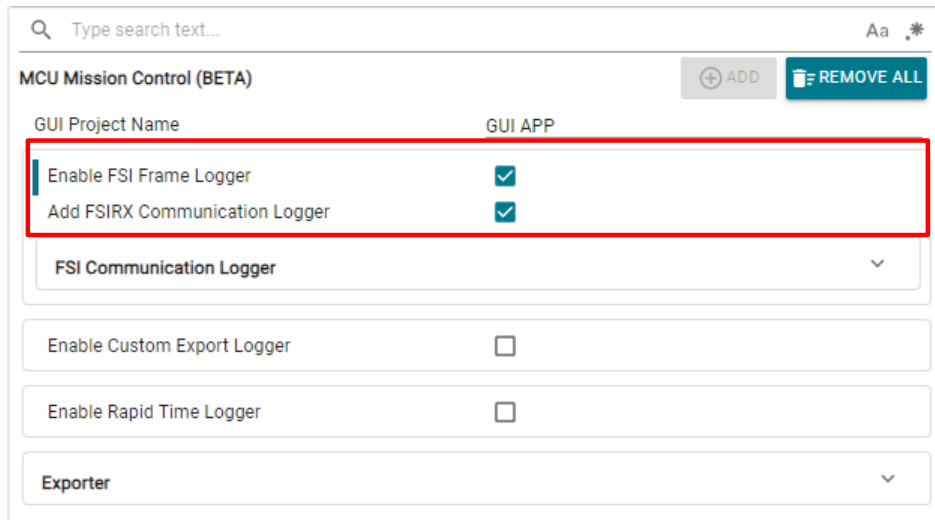 Type search text...
Aa .*
MCU Mission Control (BETA)
ADD
REMOVE ALL
GUI Project Name
GUI APP
Enable FSI Frame Logger
Add FSIRX Communication Logger
FSI Communication Logger
Enable Custom Export Logger
Enable Rapid Time Logger
Exporter